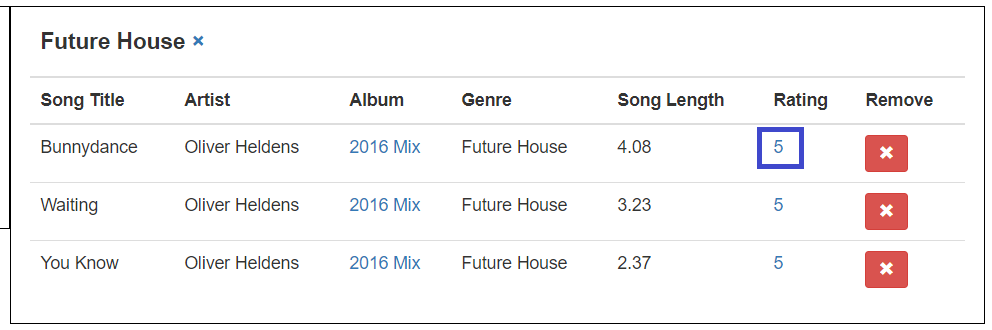 Future House ×
Song Title Artist Album Genre Song Length Rating Remove
Bunnydance Oliver Heldens 2016 Mix Future House 4.08 5 ×
Waiting Oliver Heldens 2016 Mix Future House 3.23 5 ×
You Know Oliver Heldens 2016 Mix Future House 2.37 5 ×